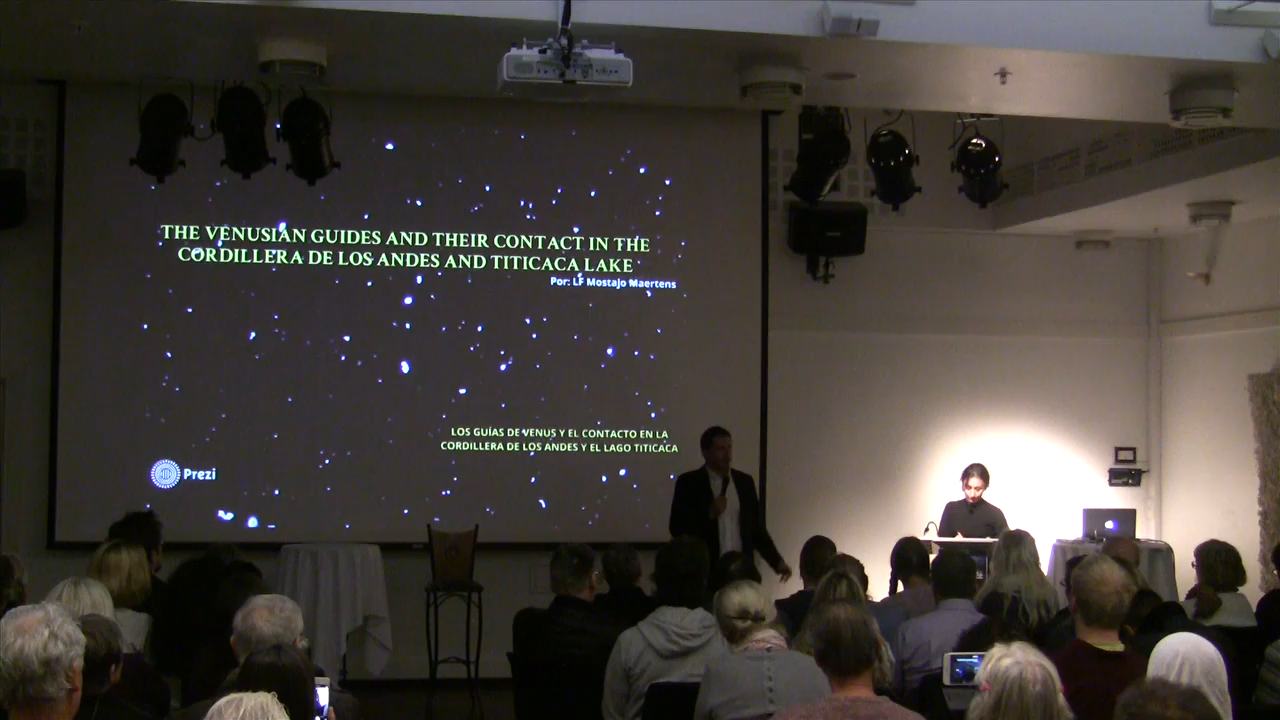 THE VENUSIAN GUIDES AND THEIR CONTACT IN THE
CORDILLERA DE LOS ANDES AND TITICACA LAKE
Por: LF Mostajo Maertens
LOS GUÍAS DE VENUS Y EL CONTACTO EN LA
CORDILLERA DE LOS ANDES Y EL LAGO TITICACA
Prezi